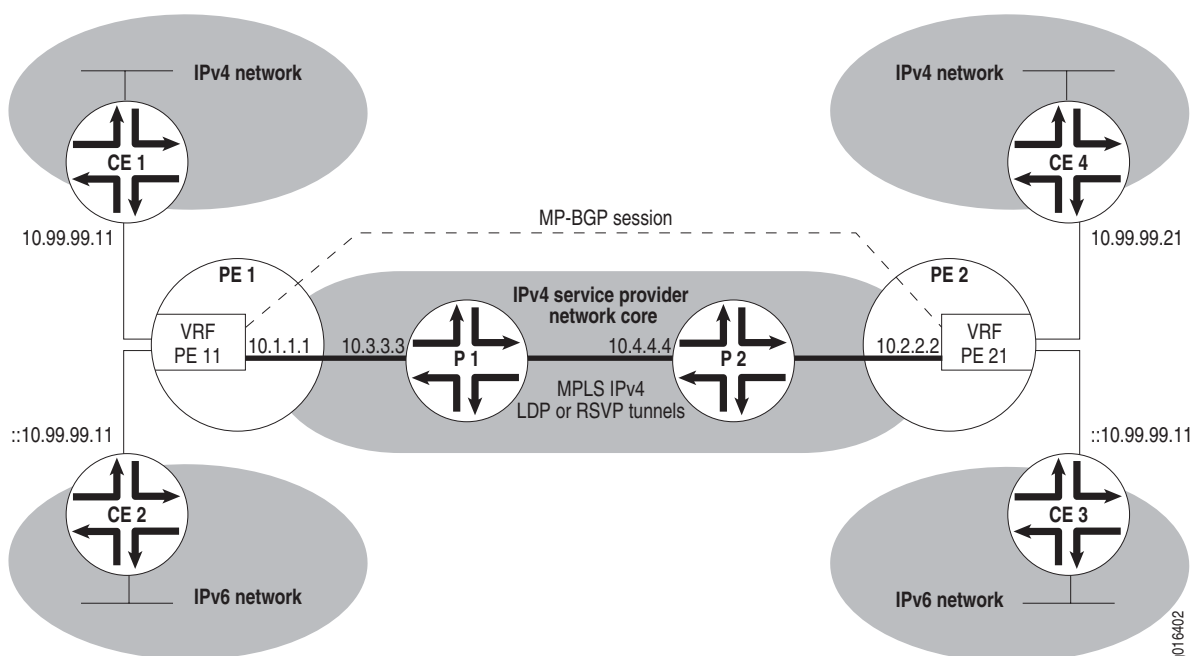 IPv4 network
IPv4 network
CE 1
CE 4
10.99.99.11
MP-BGP session
10.99.99.21
PE 1
PE 2
IPv4 service provider
network core
VRF
PE 11
10.1.1.1
10.3.3.3
P 1
10.4.4.4
P 2
10.2.2.2
VRF
PE 21
MPLS IPv4
LDP or RSVP tunnels
::10.99.99.11
::10.99.99.11
CE 2
CE 3
IPv6 network
IPv6 network
g016402